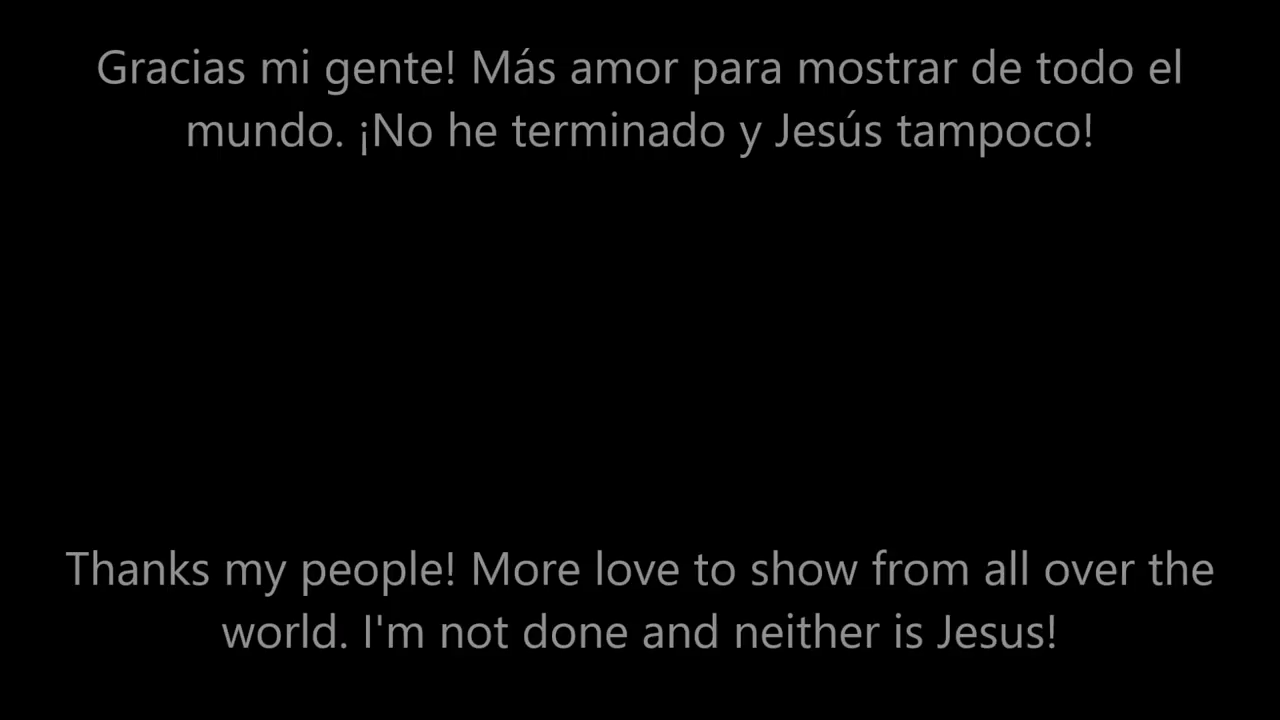 Gracias mi gente! Más amor para mostrar de todo el
mundo. ¡No he terminado y Jesús tampoco!
Thanks my people! More love to show from all over the
world. I'm not done and neither is Jesus!